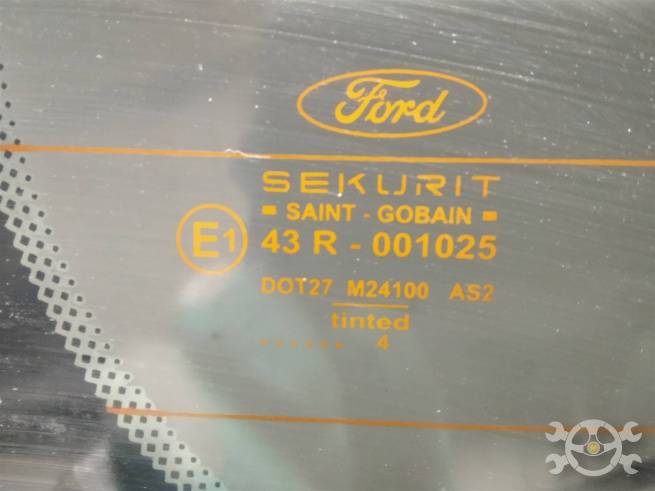 Ford
SEKURIT
SAINT - GOBAIN
E1 43 R - 001025
DOT27 M24100 AS2
tinted
...... 4